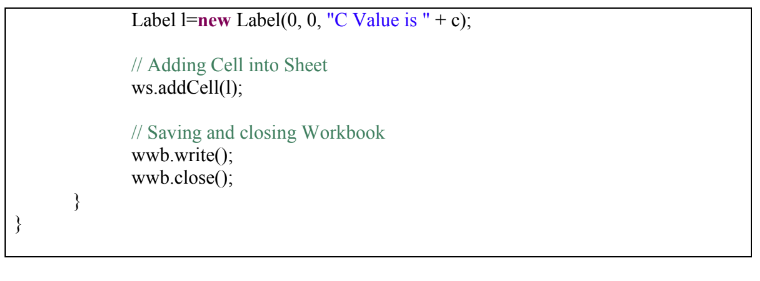 Label l=new Label(0, 0, "C Value is " + c);
// Adding Cell into Sheet
ws.addCell(l);
// Saving and closing Workbook
wwb.write();
wwb.close();
}
}